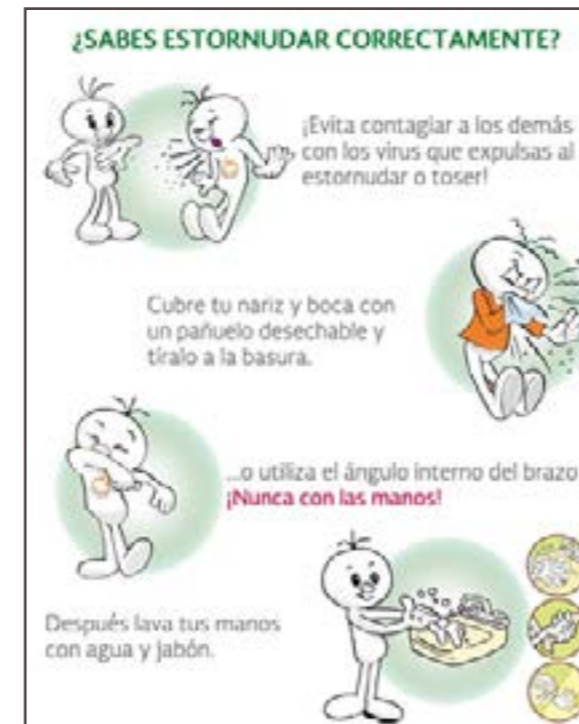 ¿SABES ESTORNUDAR CORRECTAMENTE?
¡Evita contagiar a los demás
con los virus que expulsas al
estornudar o toser!
Cubre tu nariz y boca con
un pañuelo desechable y
tíralo a la basura.
...o utiliza el ángulo interno del brazo
¡Nunca con las manos!
Después lava tus manos
con agua y jabón.